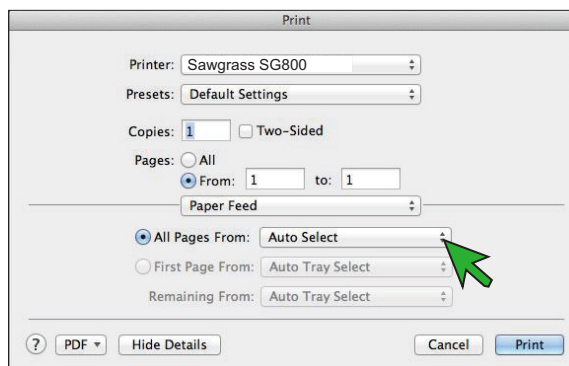 Print
Printer: Sawgrass SG800
Presets: Default Settings
Copies: 1 Two-Sided
Pages: All
From: 1 to: 1
Paper Feed
All Pages From: Auto Select
First Page From: Auto Tray Select
Remaining From: Auto Tray Select
? PDF Hide Details Cancel Print